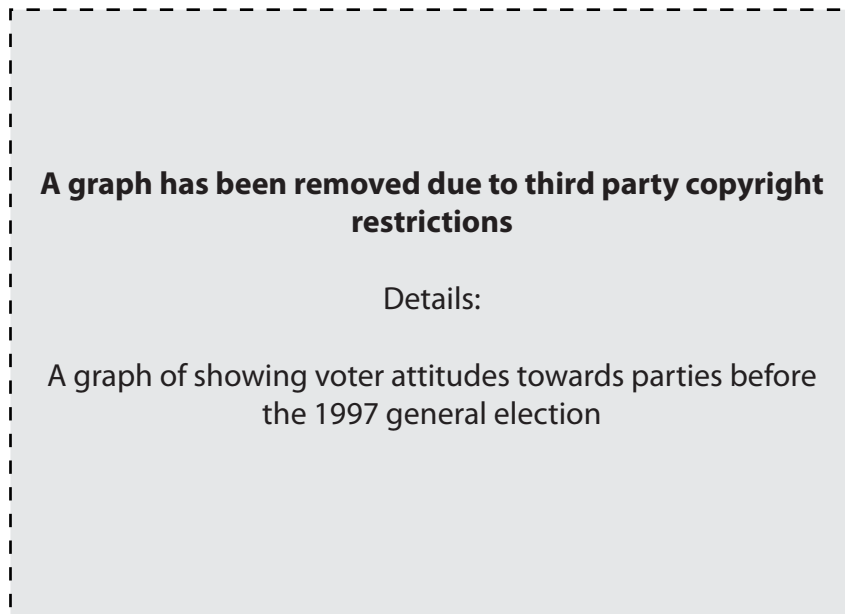 A graph has been removed due to third party copyright
restrictions
Details:
A graph of showing voter attitudes towards parties before
the 1997 general election